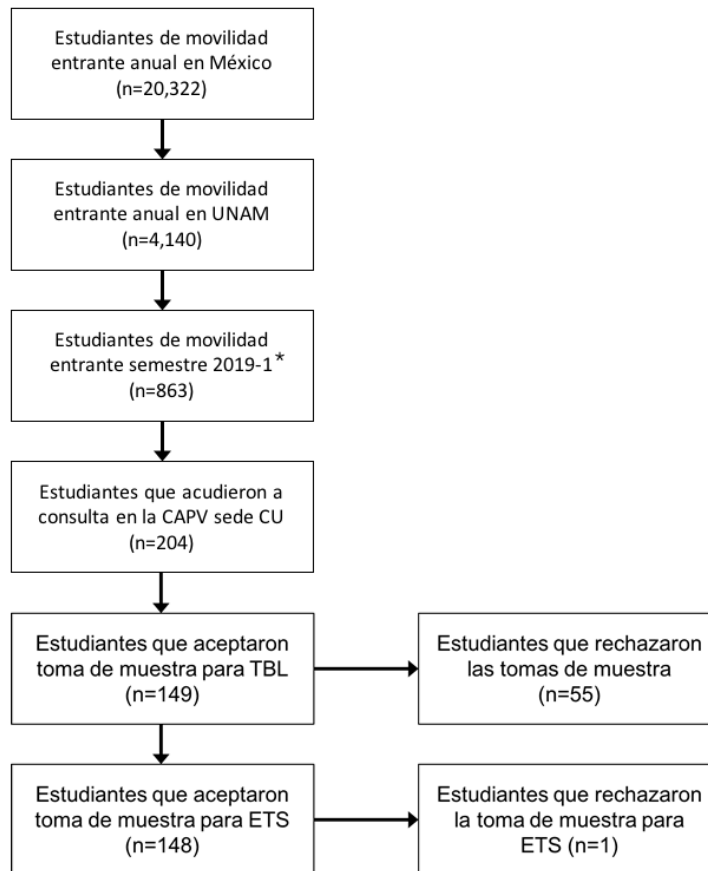 Estudiantes de movilidad
entrante anual en México
(n=20,322)
Estudiantes de movilidad
entrante anual en UNAM
(n=4,140)
Estudiantes de movilidad
entrante semestre 2019-1*
(n=863)
Estudiantes que acudieron a
consulta en la CAPV sede CU
(n=204)
Estudiantes que aceptaron
toma de muestra para TBL
(n=149)
Estudiantes que rechazaron
las tomas de muestra
(n=55)
Estudiantes que aceptaron
toma de muestra para ETS
(n=148)
Estudiantes que rechazaron
la toma de muestra para
ETS (n=1)